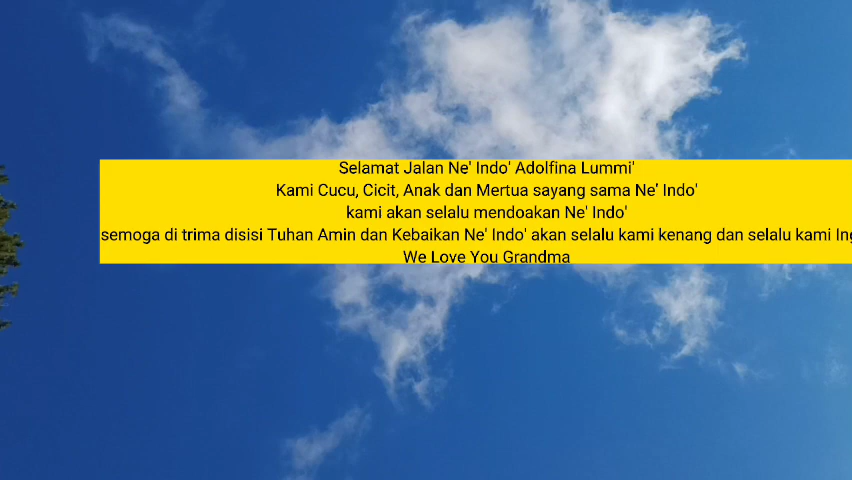 Selamat Jalan Ne' Indo' Adolfina Lummi'
Kami Cucu, Cicit, Anak dan Mertua sayang sama Ne' Indo'
kami akan selalu mendoakan Ne' Indo'
semoga di trima disisi Tuhan Amin dan Kebaikan Ne' Indo' akan selalu kami kenang dan selalu kami
We Love You Grandma